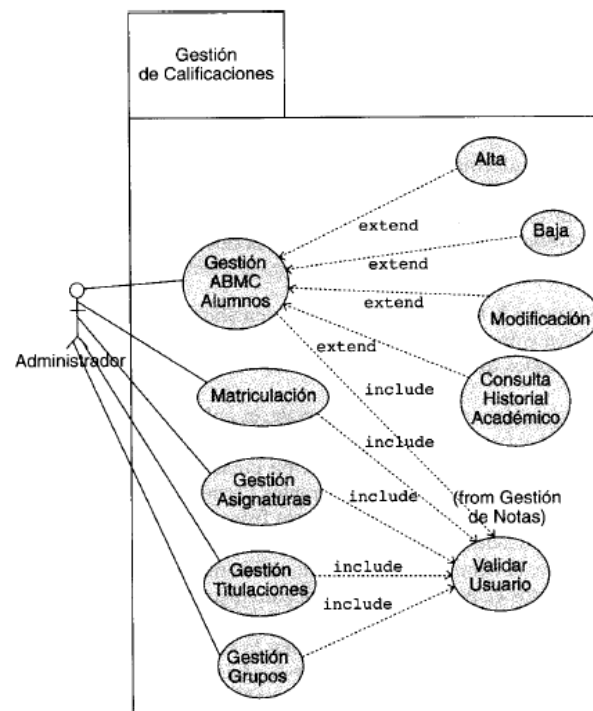 Gestión
de Calificaciones
Alta
extend
Baja
extend
Gestión
ABMC
Alumnos
extend
Modificación
Administrador
extend
Consulta
Historial
Académico
include
Matriculación
include
Gestión
Asignaturas
include
(from Gestión
de Notas)
Gestión
Titulaciones
include
Validar
Usuario
include
Gestión
Grupos